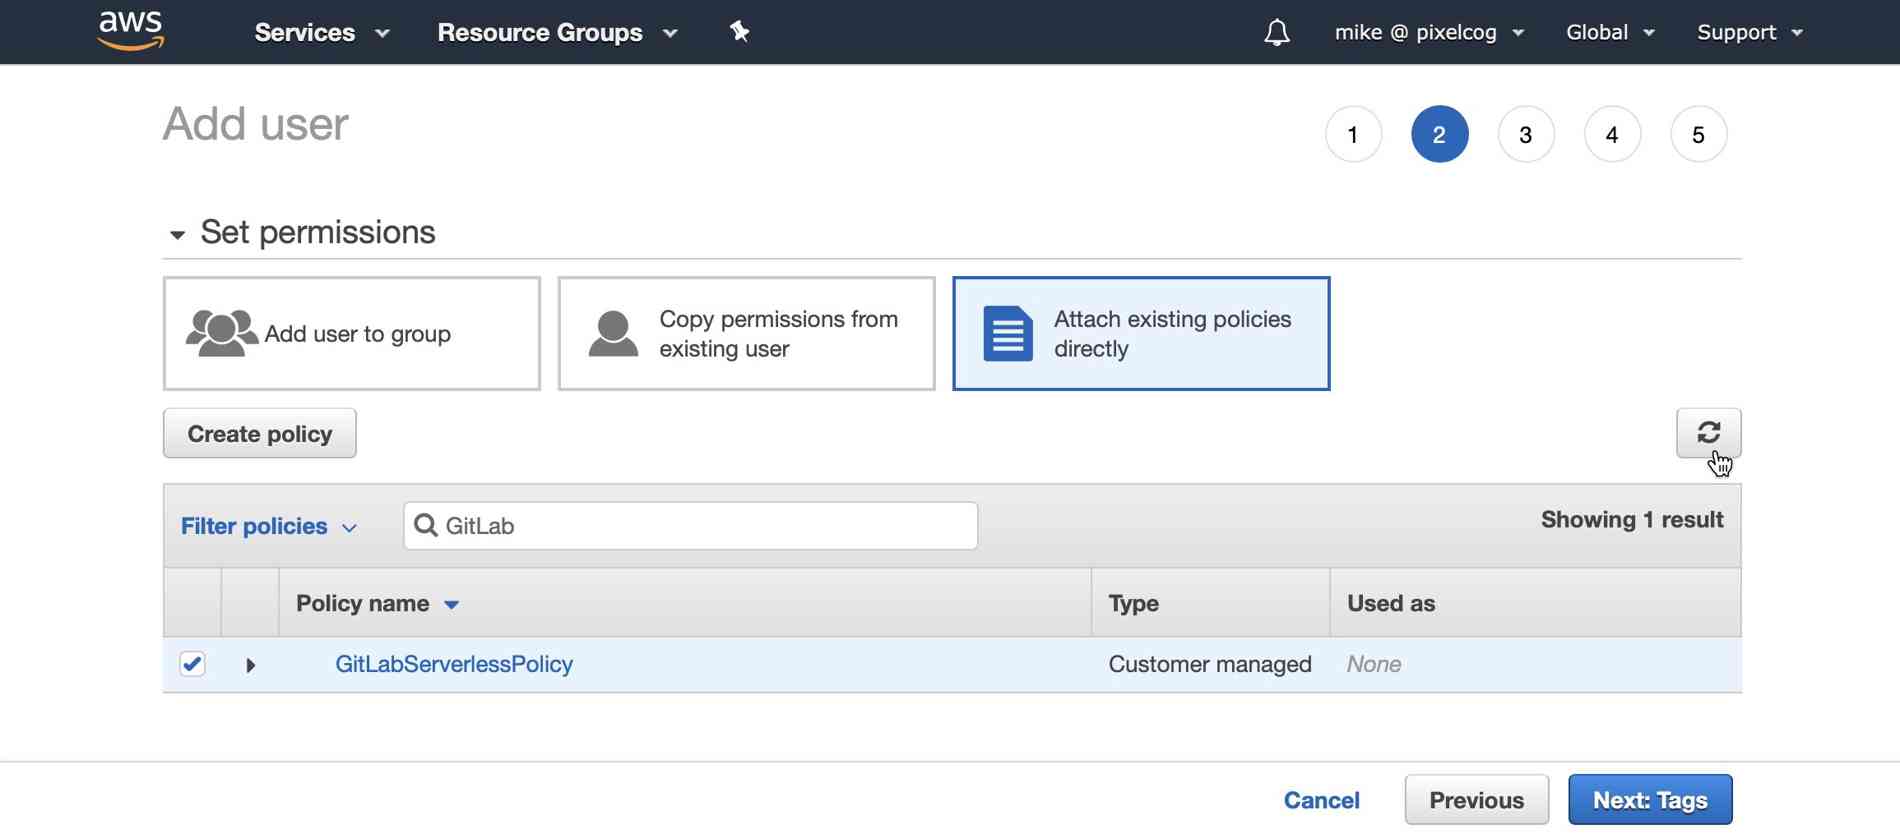 aws
Services
Resource Groups
mike @ pixelcog
Global
Support
Add user
1
2
3
4
5
Set permissions
Add user to group
Copy permissions from
existing user
Attach existing policies
directly
Create policy
Filter policies
GitLab
Showing 1 result
Policy name
Type
Used as
GitLabServerlessPolicy
Customer managed
None
Cancel
Previous
Next: Tags